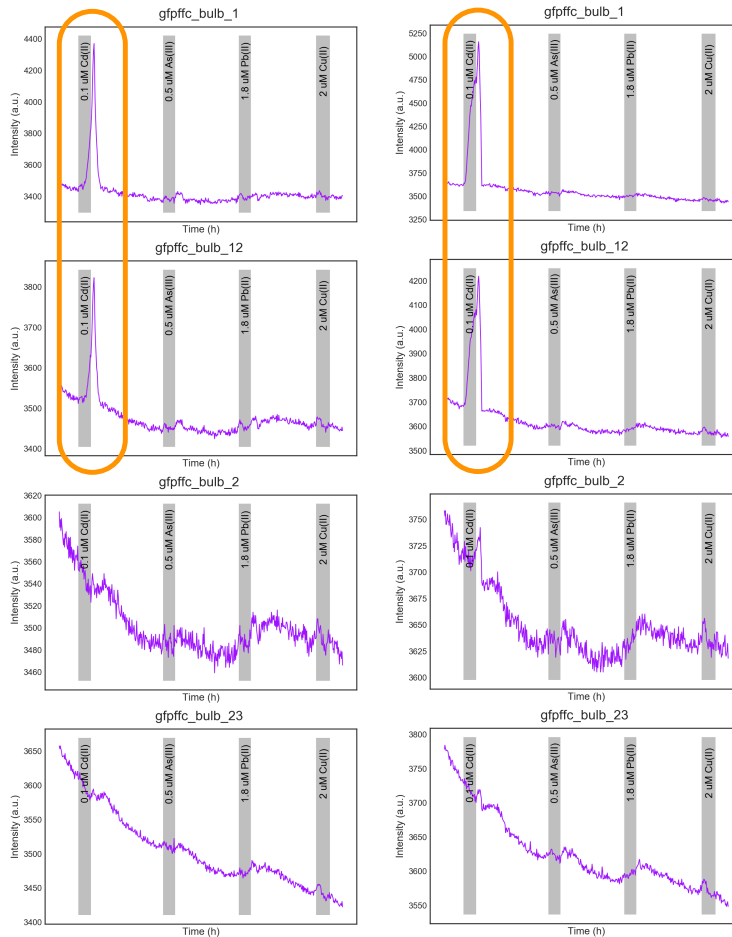 gfpffc_bulb_1
4400
4200
4000
3800
3600
3400
Intensity (a.u.)
0.1 uM Cd(II)
0.5 uM As(III)
1.8 uM Pb(II)
2 uM Cu(II)
Time (h)
gfpffc_bulb_1
5250
5000
4750
4500
4250
4000
3750
3500
3250
Intensity (a.u.)
0.1 uM Cd(II)
0.5 uM As(III)
1.8 uM Pb(II)
2 uM Cu(II)
Time (h)
gfpffc_bulb_12
3800
3700
3600
3500
3400
Intensity (a.u.)
0.1 uM Cd(II)
0.5 uM As(III)
1.8 uM Pb(II)
2 uM Cu(II)
Time (h)
gfpffc_bulb_12
4200
4100
4000
3900
3800
3700
3600
3500
Intensity (a.u.)
0.1 uM Cd(II)
0.5 uM As(III)
1.8 uM Pb(II)
2 uM Cu(II)
Time (h)
gfpffc_bulb_2
3620
3600
3580
3560
3540
3520
3500
3480
3460
Intensity (a.u.)
0.1 uM Cd(II)
0.5 uM As(III)
1.8 uM Pb(II)
2 uM Cu(II)
Time (h)
gfpffc_bulb_2
3750
3725
3700
3675
3650
3625
3600
Intensity (a.u.)
0.1 uM Cd(II)
0.5 uM As(III)
1.8 uM Pb(II)
2 uM Cu(II)
Time (h)
gfpffc_bulb_23
3650
3600
3550
3500
3450
3400
Intensity (a.u.)
0.1 uM Cd(II)
0.5 uM As(III)
1.8 uM Pb(II)
2 uM Cu(II)
Time (h)
gfpffc_bulb_23
3800
3750
3700
3650
3600
3550
Intensity (a.u.)
0.1 uM Cd(II)
0.5 uM As(III)
1.8 uM Pb(II)
2 uM Cu(II)
Time (h)